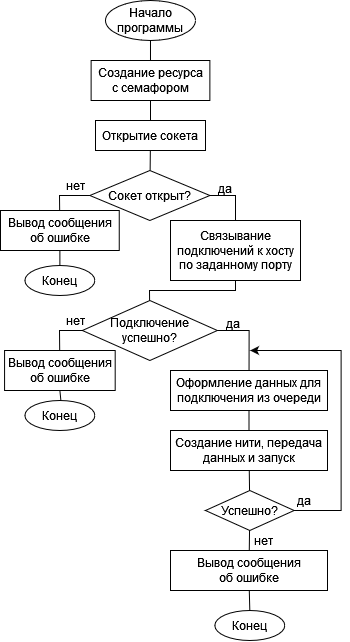 Начало
программы
Создание ресурса
с семафором
Открытие сокета
нет
Сокет открыт?
да
Вывод сообщения
об ошибке
Связывание
подключений к хосту
по заданному порту
Конец
нет
Подключение
успешно?
да
Вывод сообщения
об ошибке
Оформление данных для
подключения из очереди
Конец
Создание нити, передача
данных и запуск
Успешно?
да
нет
Вывод сообщения
об ошибке
Конец